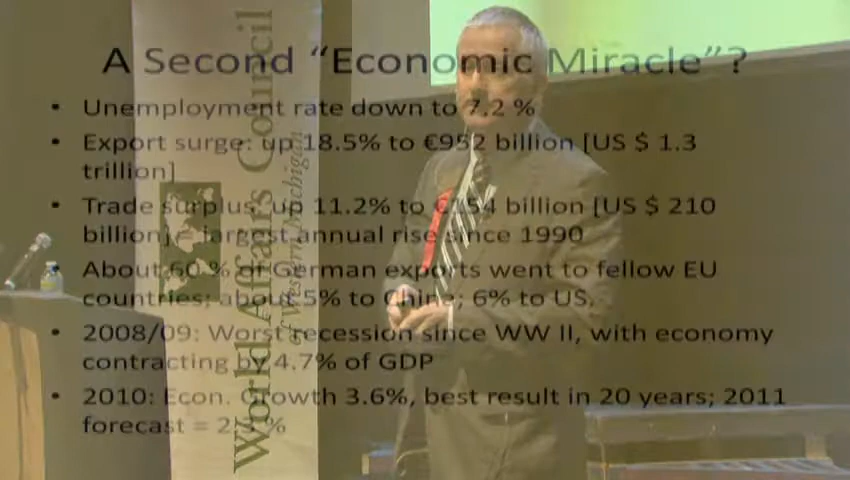 A Second “Economic Miracle”?
• Unemployment rate down to 7.2 %
• Export surge: up 18.5% to €952 billion [US $ 1.3
trillion]
• Trade surplus: up 11.2% to €154 billion [US $ 210
billion] – largest annual rise since 1990
• About 60 % of German exports went to fellow EU
countries; about 5% to China; 6% to US.
• 2008/09: Worst recession since WW II, with economy
contracting by 4.7% of GDP
• 2010: Econ. Growth 3.6%, best result in 20 years; 2011
forecast = 2.3 %
World Affairs Council
of Western Michigan